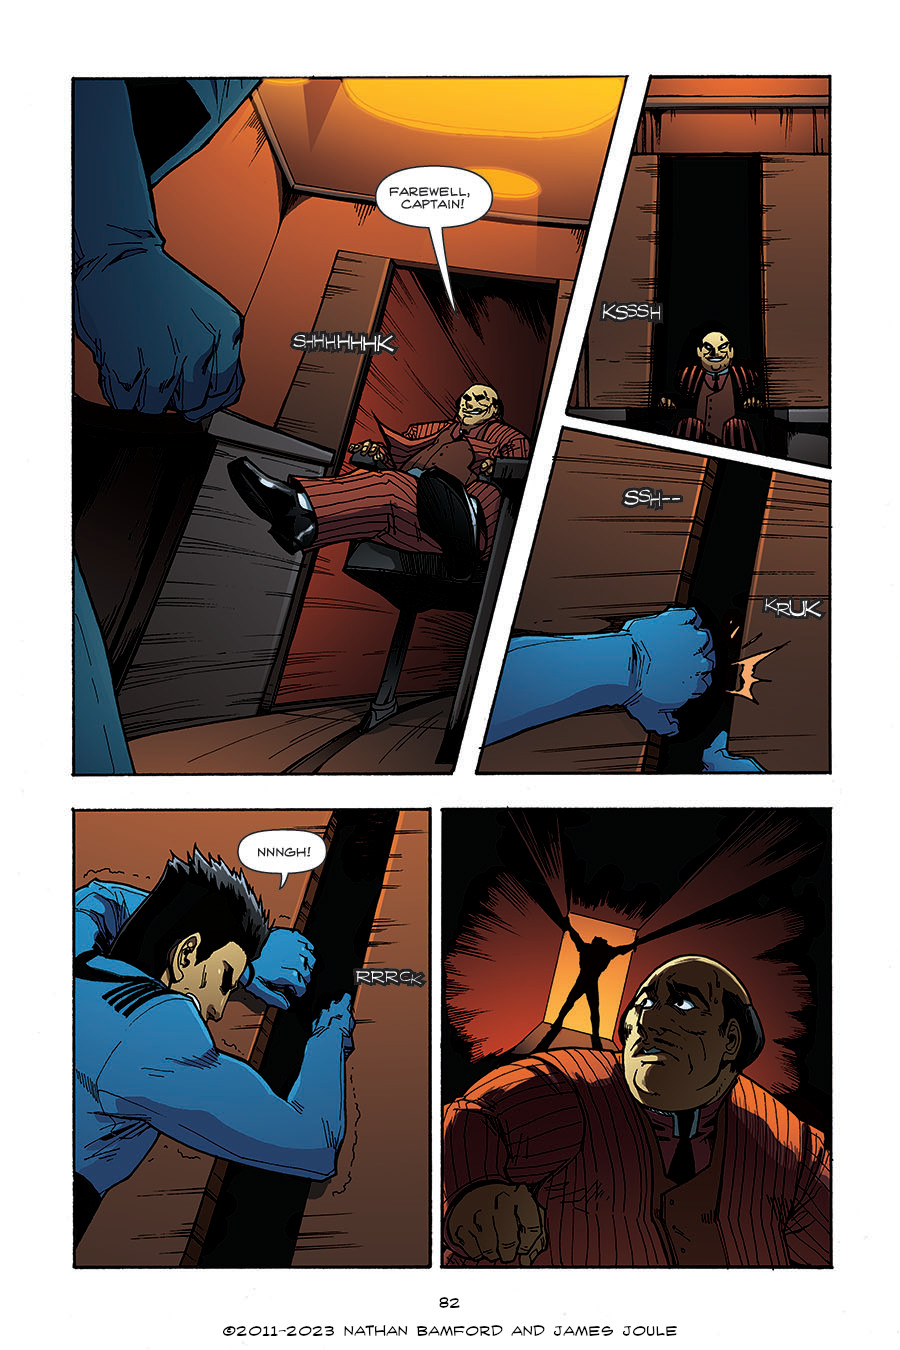 FAREWELL,
CAPTAIN!
SHHHHHHK
KSSSH
SSH--
KRUK
NNNGH!
RRRCK
82
©2011-2023 NATHAN BAMFORD AND JAMES JOULE